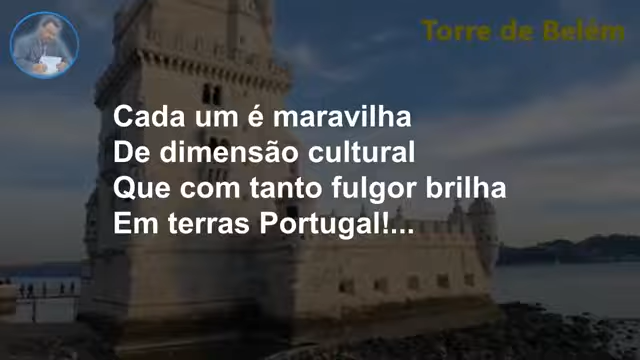 Torre de Belém
Cada um é maravilha
De dimensão cultural
Que com tanto fulgor brilha
Em terras Portugal!...